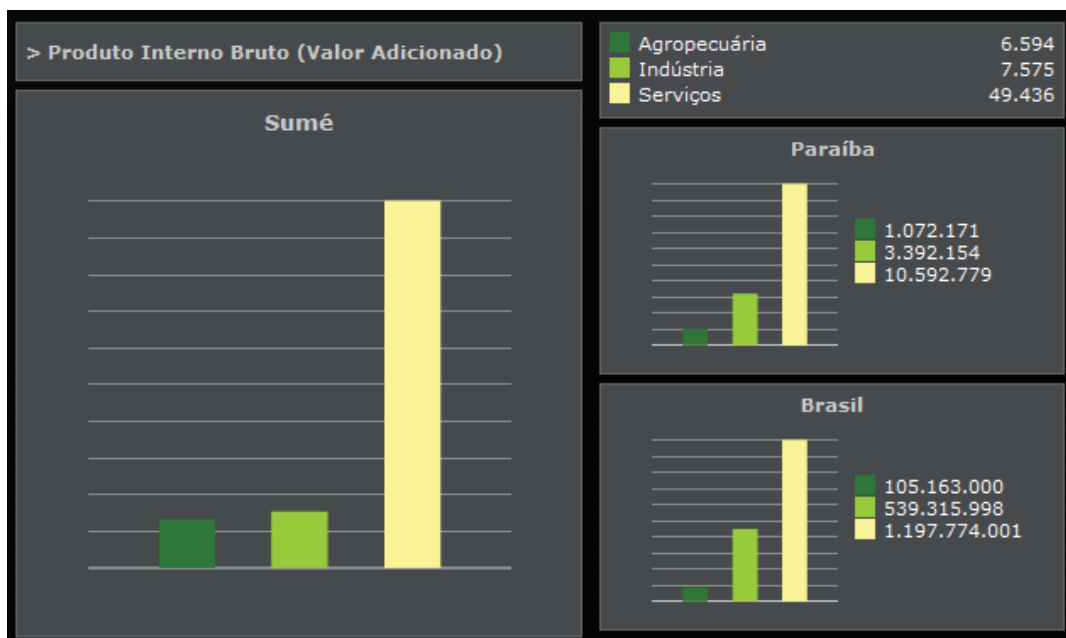 > Produto Interno Bruto (Valor Adicionado)
Sumé
Agropecuária 6.594
Indústria 7.575
Serviços 49.436
Paraíba
1.072.171
3.392.154
10.592.779
Brasil
105.163.000
539.315.998
1.197.774.001